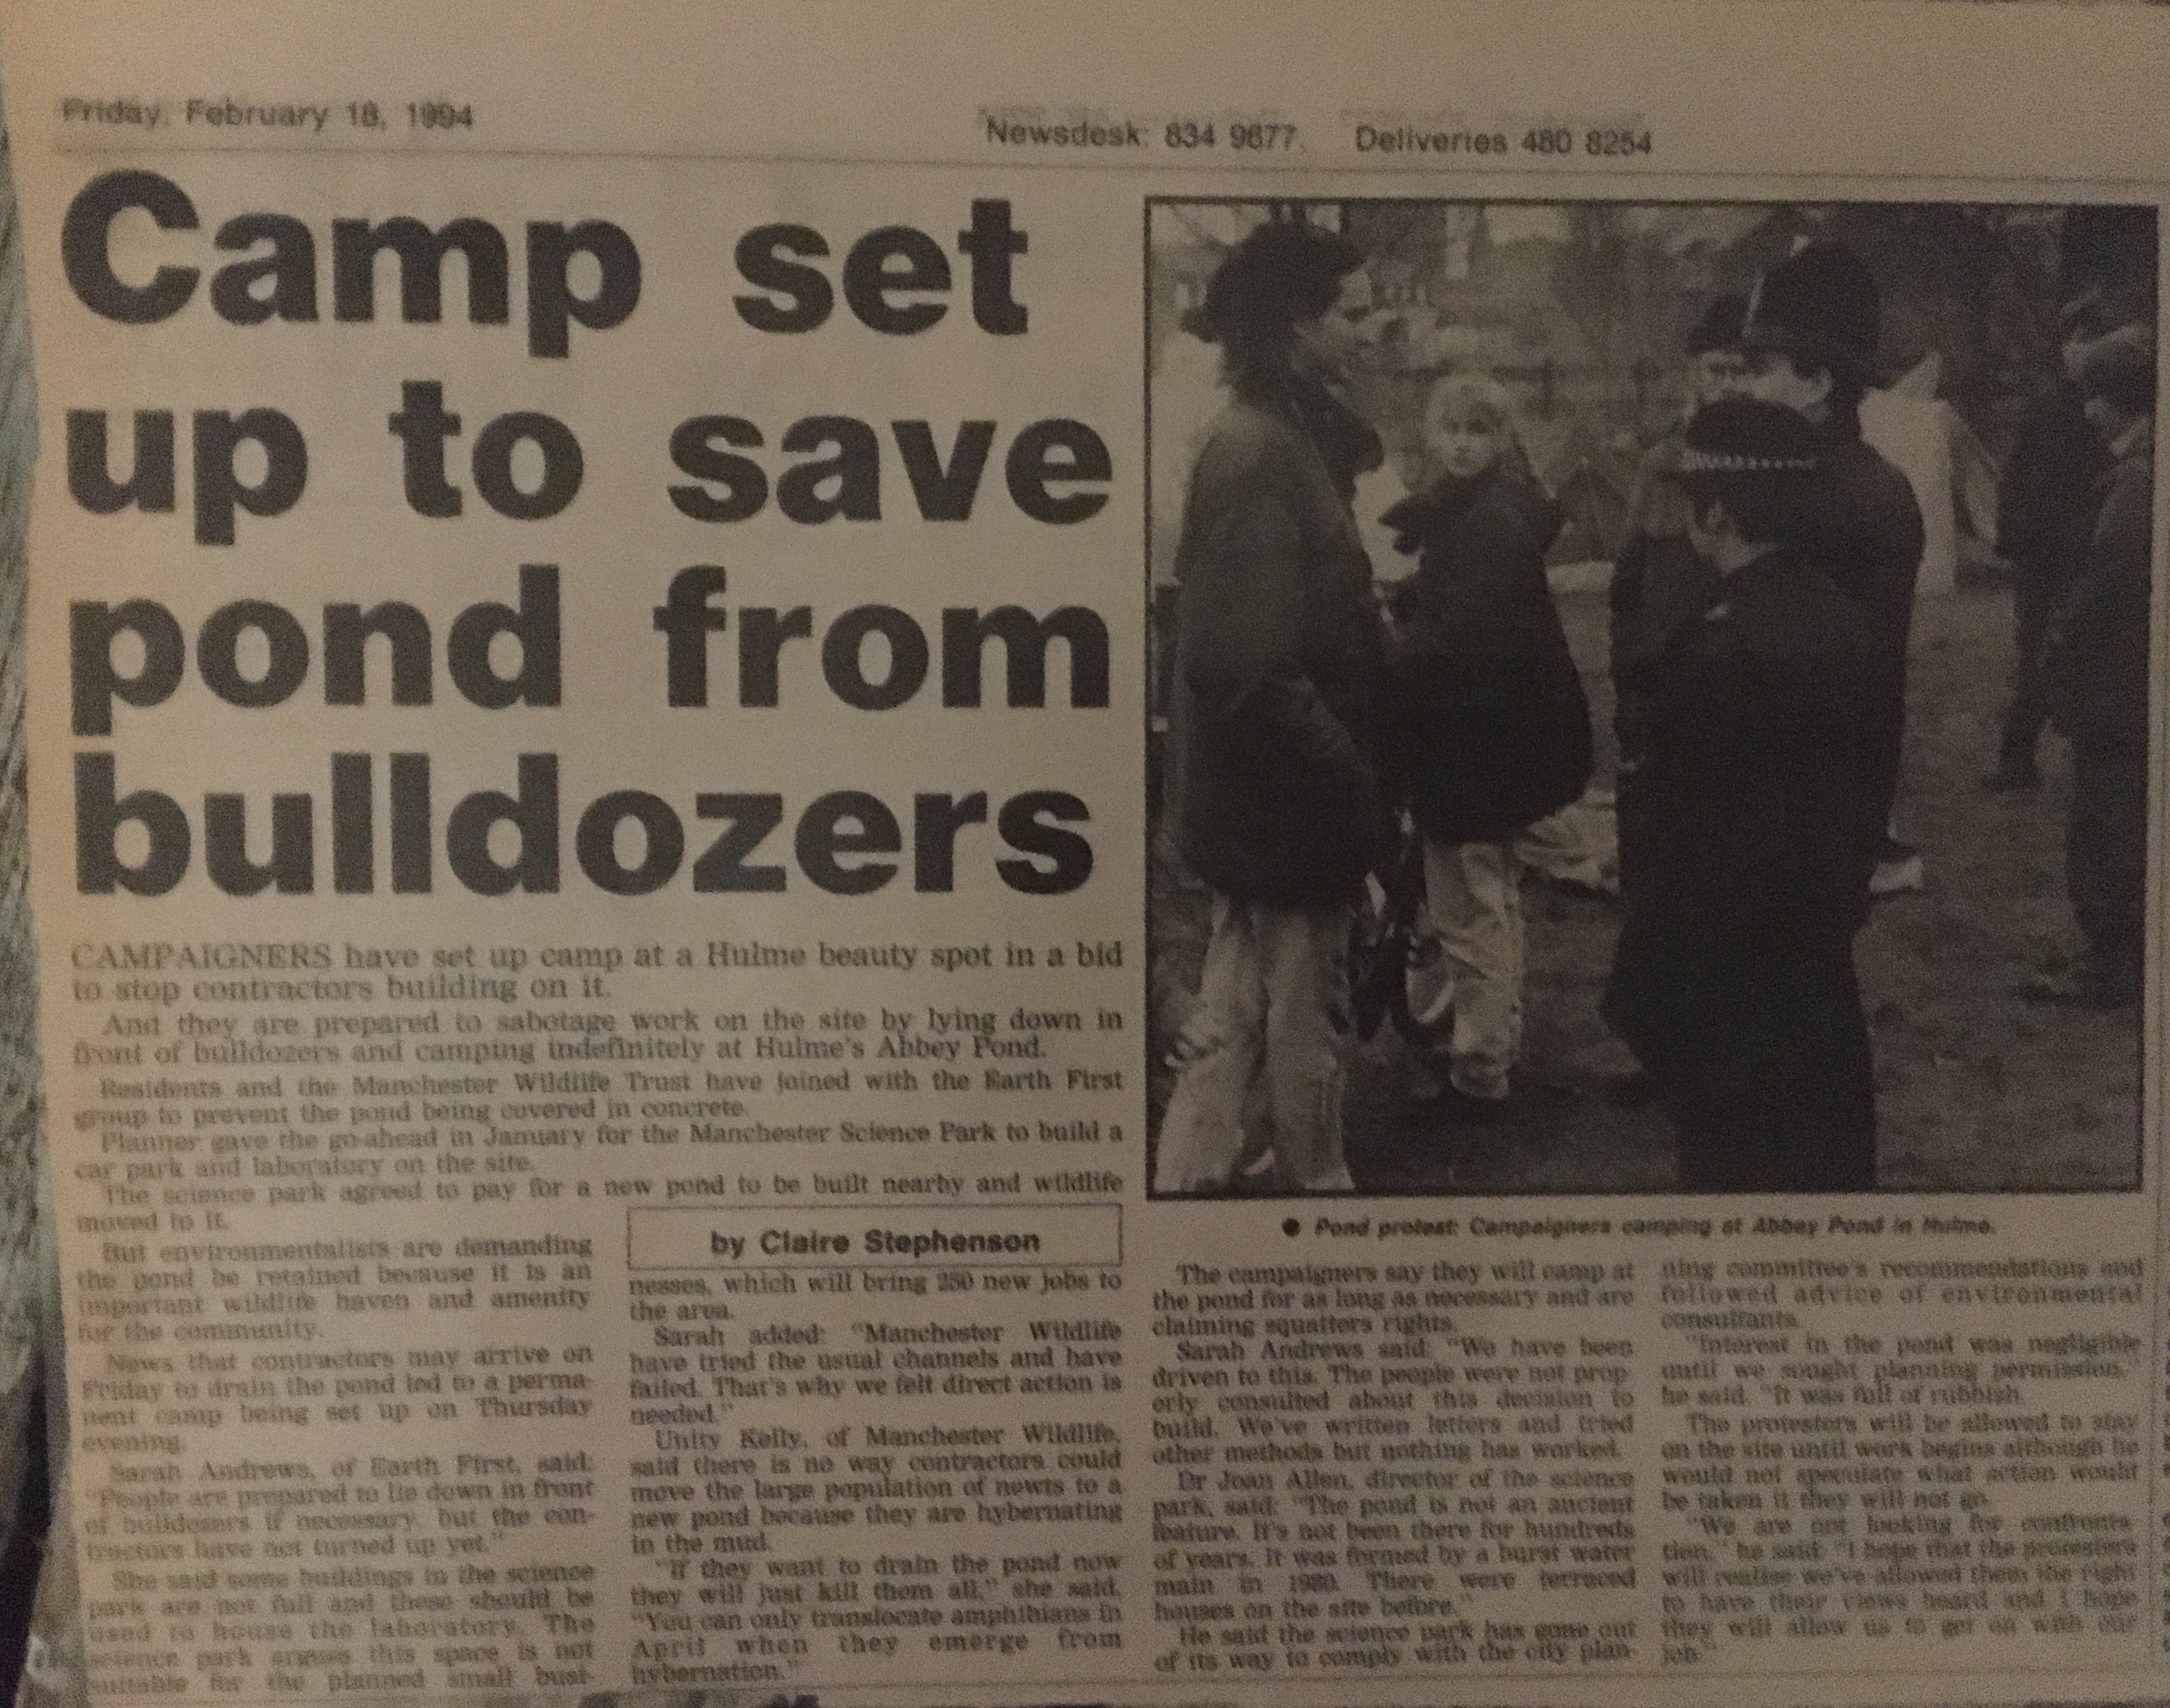 Friday, February 18, 1994
Newsdesk: 834 9677. Deliveries 480 8254
Camp set
up to save
pond from
bulldozers
CAMPAIGNERS have set up camp at a Hulme beauty spot in a bid
to stop contractors building on it.
And they are prepared to sabotage work on the site by lying down in
front of bulldozers and camping indefinitely at Hulme's Abbey Pond.
Residents and the Manchester Wildlife Trust have joined with the Earth First
group to prevent the pond being covered in concrete.
Planner gave the go-ahead in January for the Manchester Science Park to build a
car park and laboratory on the site.
The science park agreed to pay for a new pond to be built nearby and wildlife
moved to it.
But environmentalists are demanding
the pond be retained because it is an
important wildlife haven and amenity
for the community.
News that contractors may arrive on
Friday to drain the pond led to a perma-
nent camp being set up on Thursday
evening.
Sarah Andrews, of Earth First, said:
"People are prepared to lie down in front
of bulldozers if necessary, but the con-
tractors have not turned up yet."
She said some buildings in the science
park are not full and these should be
used to house the laboratory. The
science park argues this space is not
suitable for the planned small busi-
by Claire Stephenson
nesses, which will bring 250 new jobs to
the area.
Sarah added: "Manchester Wildlife
have tried the usual channels and have
failed. That's why we felt direct action is
needed."
Unity Kelly, of Manchester Wildlife,
said there is no way contractors could
move the large population of newts to a
new pond because they are hybernating
in the mud.
"If they want to drain the pond now
they will just kill them all," she said.
"You can only translocate amphibians in
April when they emerge from
hybernation."
● Pond protest: Campaigners camping at Abbey Pond in Hulme.
The campaigners say they will camp at
the pond for as long as necessary and are
claiming squatters rights.
Sarah Andrews said: "We have been
driven to this. The people were not prop-
erly consulted about this decision to
build. We've written letters and tried
other methods but nothing has worked.
Dr Joan Allen, director of the science
park, said: "The pond is not an ancient
feature. It's not been there for hundreds
of years. It was formed by a burst water
main in 1980. There were terraced
houses on the site before."
He said the science park has gone out
of its way to comply with the city plan-
ning committee's recommendations and
followed advice of environmental
consultants.
"Interest in the pond was negligible
until we sought planning permission,"
he said. "It was full of rubbish.
The protestors will be allowed to stay
on the site until work begins although he
would not speculate what action would
be taken if they will not go.
"We are not looking for confronta-
tion," he said. "I hope that the protesters
will realise we've allowed them the right
to have their views heard and I hope
they will allow us to get on with our
job."